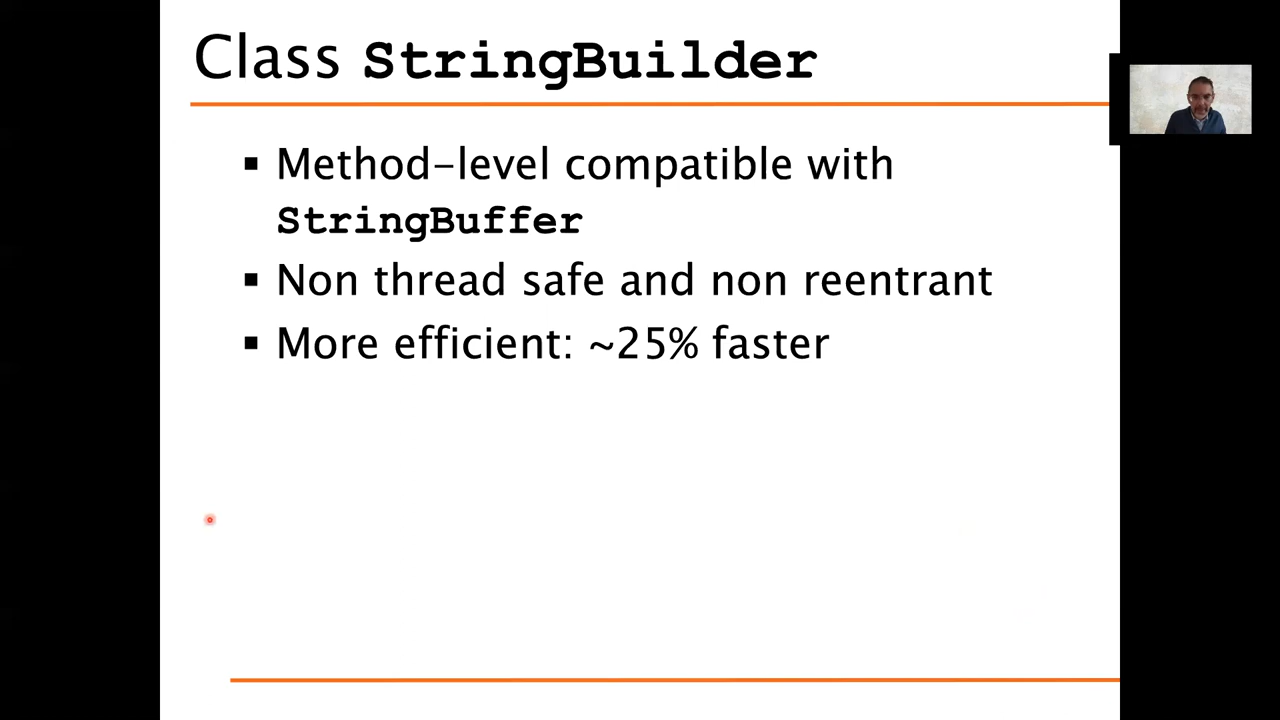 Class StringBuilder
▪ Method-level compatible with
StringBuffer
▪ Non thread safe and non reentrant
▪ More efficient: ~25% faster